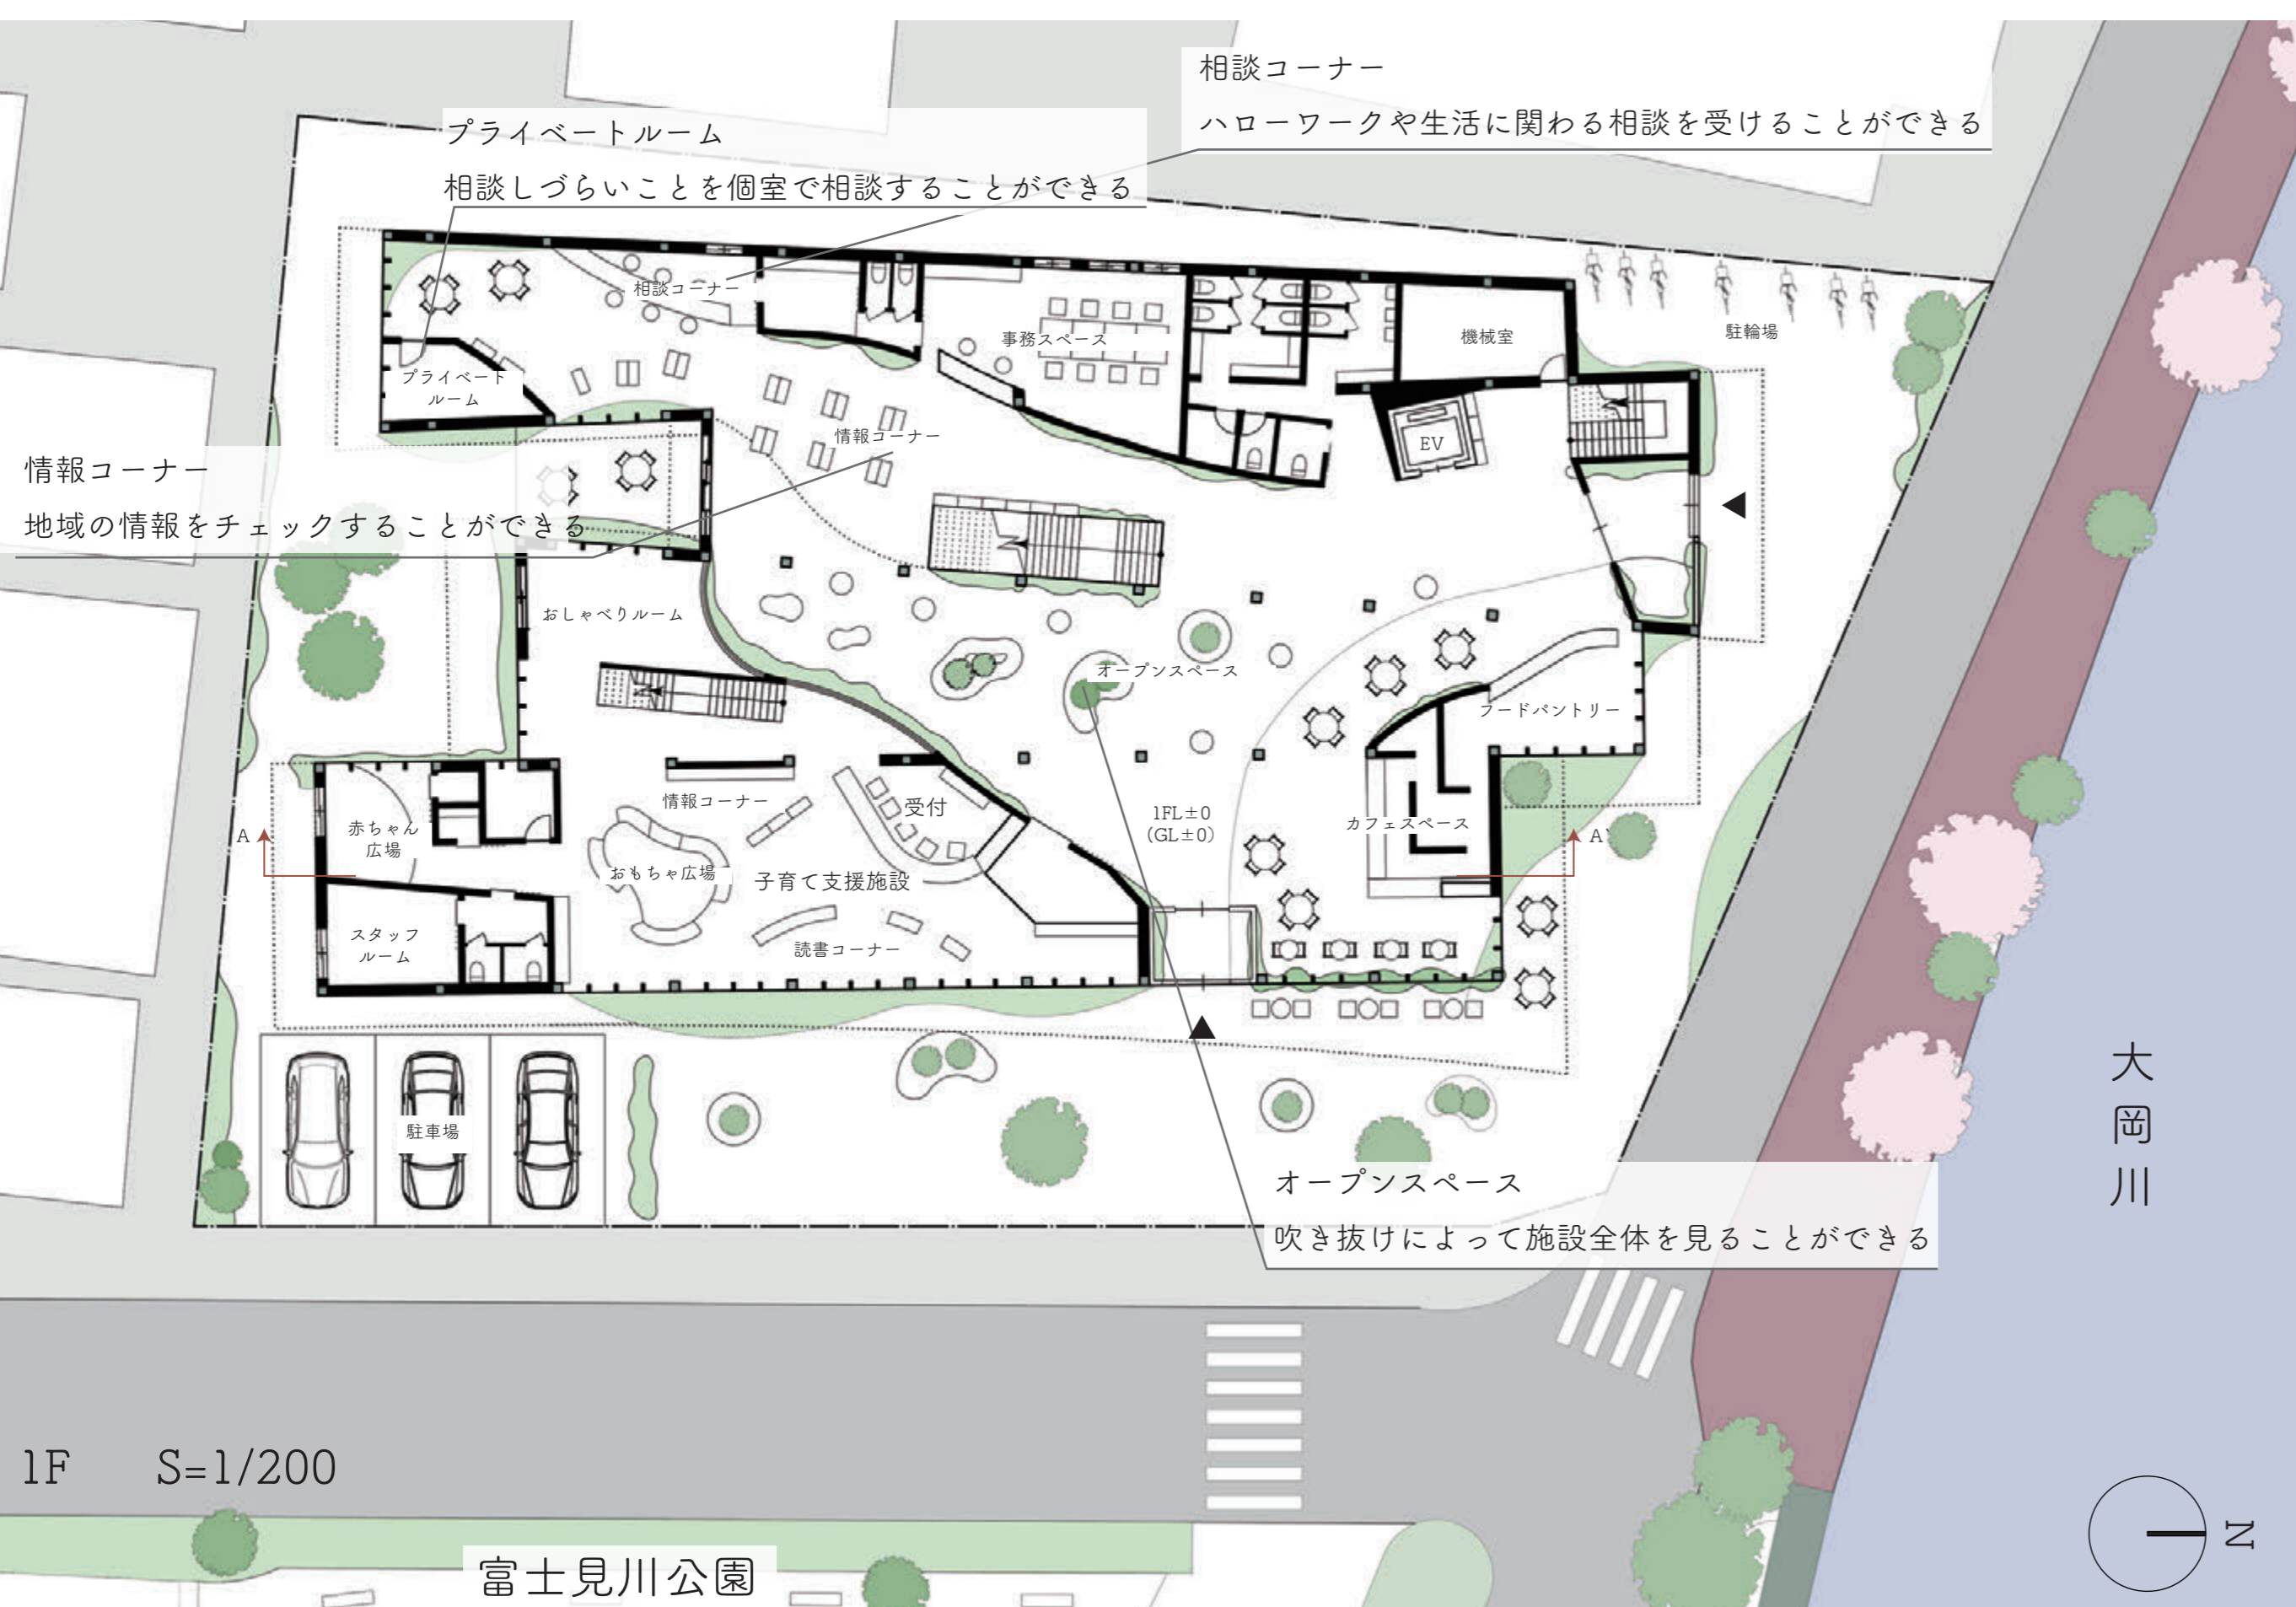 相談コーナー
ハローワークや生活に関わる相談を受けることができる
プライベートルーム
相談しづらいことを個室で相談することができる
相談コーナー
事務スペース
機械室
駐輪場
プライベート
ルーム
情報コーナー
EV
情報コーナー
地域の情報をチェックすることができる
おしゃべりルーム
オープンスペース
フードパントリー
情報コーナー
受付
1FL±0
(GL±0)
カフェスペース
赤ちゃん
広場
A
A'
おもちゃ広場
子育て支援施設
スタッフ
ルーム
読書コーナー
駐車場
大岡川
オープンスペース
吹き抜けによって施設全体を見ることができる
1F S=1/200
富士見川公園
N